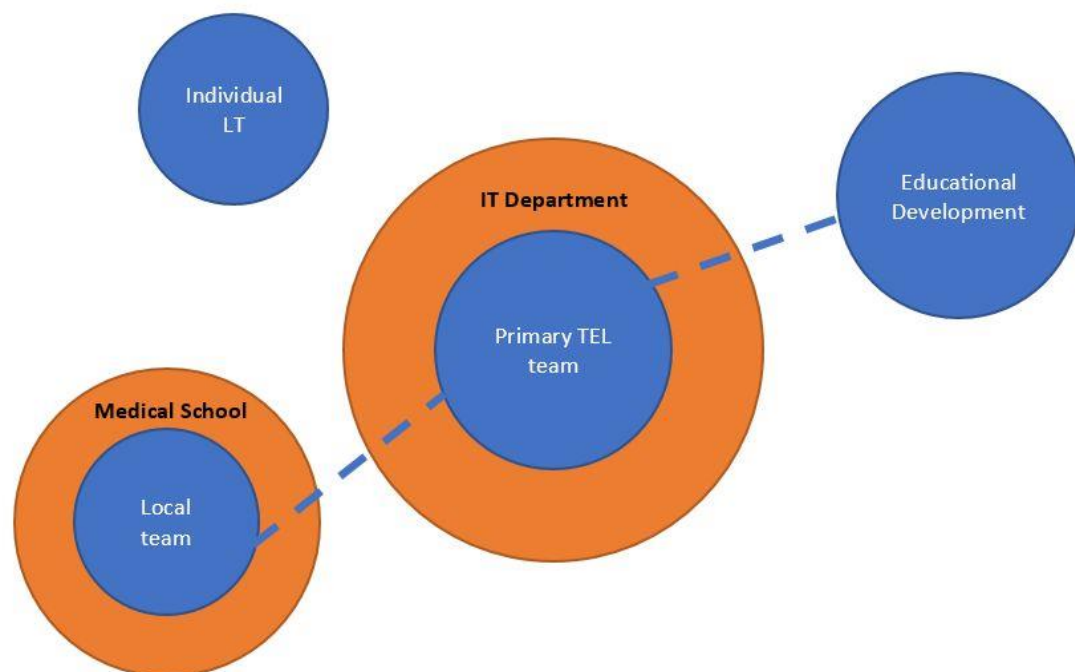 Individual
LT
Educational
Development
IT Department
Primary TEL
team
Medical School
Local
team